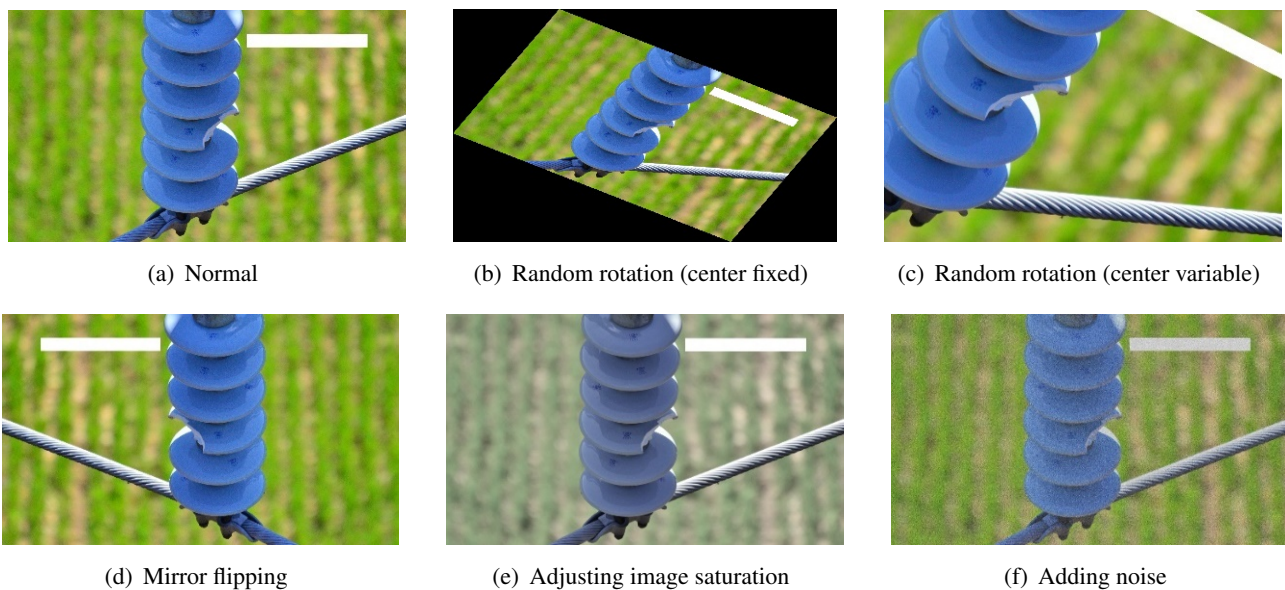 (a) Normal
(b) Random rotation (center fixed)
(c) Random rotation (center variable)
(d) Mirror flipping
(e) Adjusting image saturation
(f) Adding noise